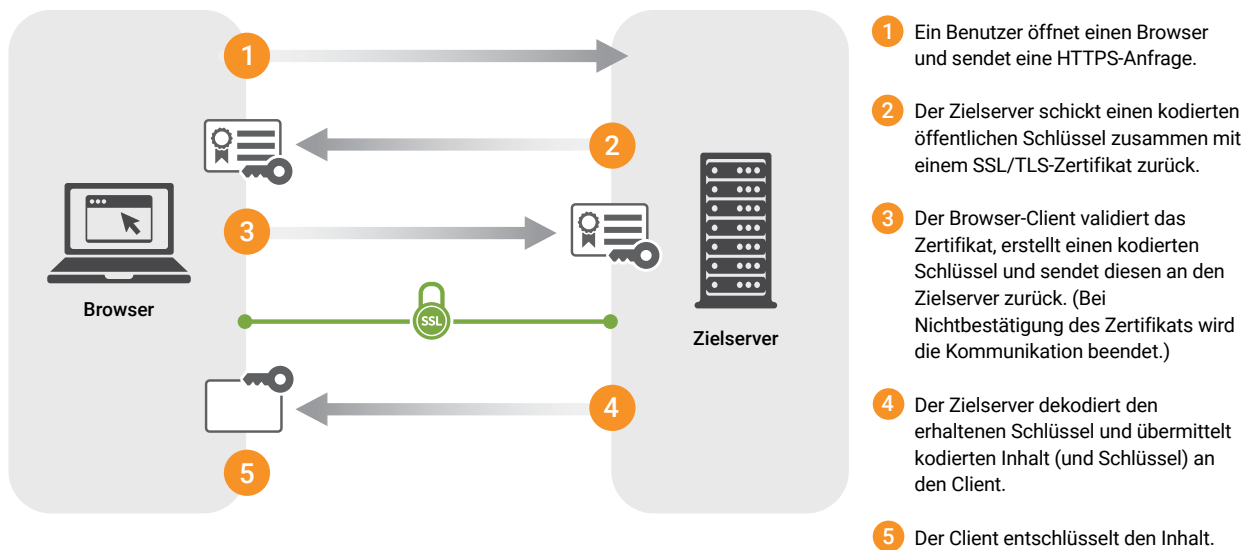 1
2
3
SSL
4
5
Browser
Zielserver
1 Ein Benutzer öffnet einen Browser
und sendet eine HTTPS-Anfrage.
2 Der Zielserver schickt einen kodierten
öffentlichen Schlüssel zusammen mit
einem SSL/TLS-Zertifikat zurück.
3 Der Browser-Client validiert das
Zertifikat, erstellt einen kodierten
Schlüssel und sendet diesen an den
Zielserver zurück. (Bei
Nichtbestätigung des Zertifikats wird
die Kommunikation beendet.)
4 Der Zielserver dekodiert den
erhaltenen Schlüssel und übermittelt
kodierten Inhalt (und Schlüssel) an
den Client.
5 Der Client entschlüsselt den Inhalt.